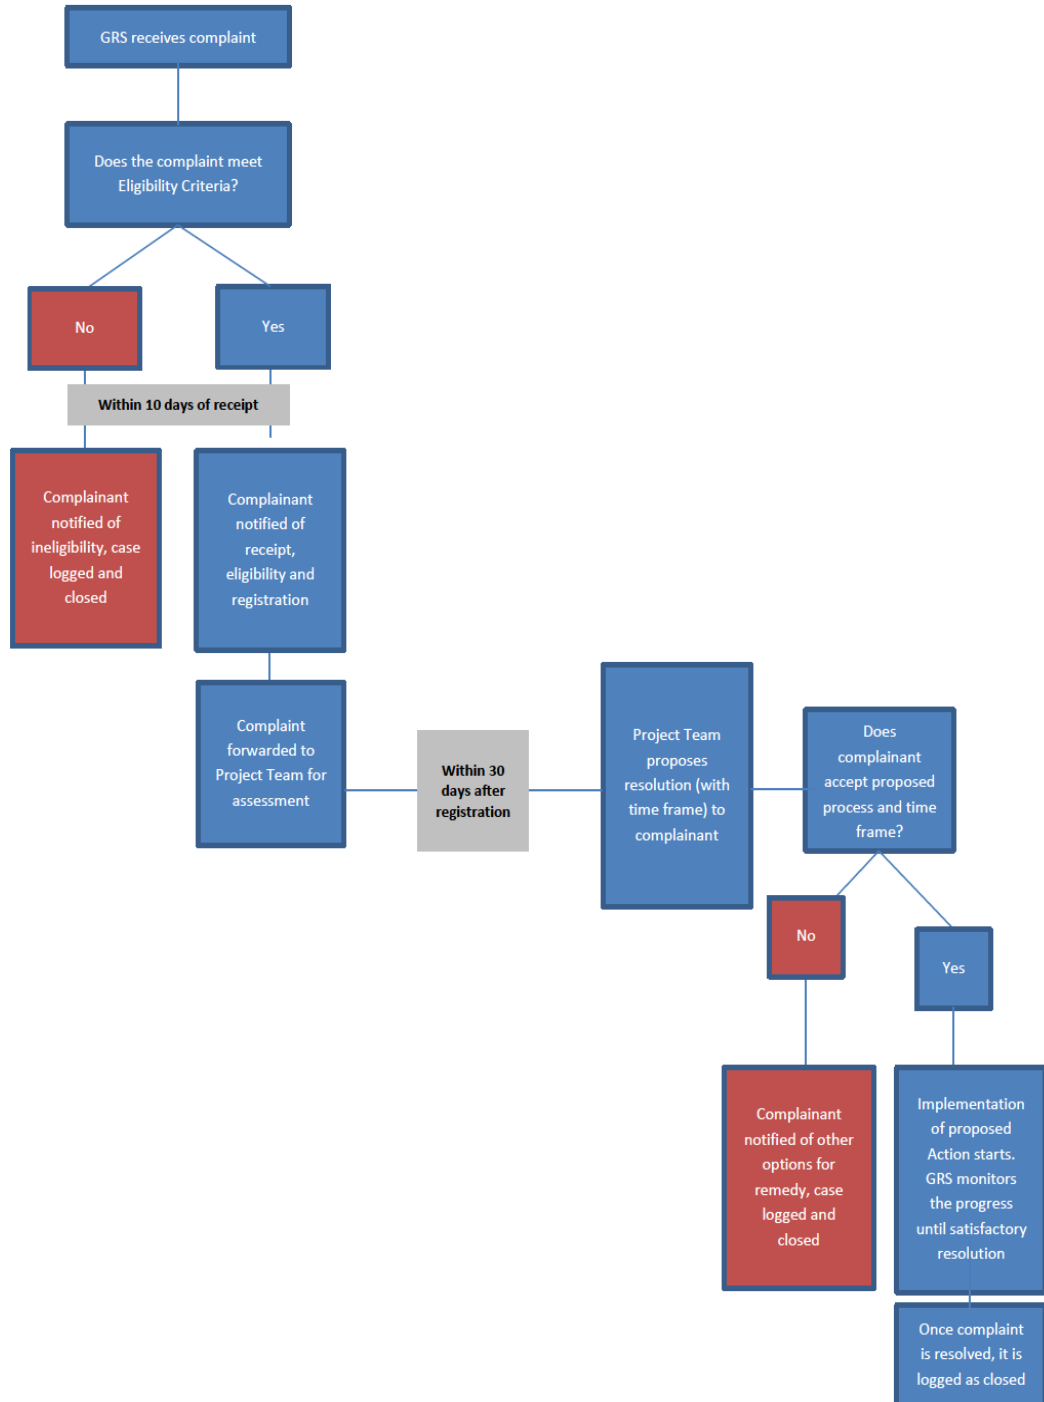 GRS receives complaint
Does the complaint meet
Eligibility Criteria?
No
Yes
Within 10 days of receipt
Complainant
notified of
ineligibility, case
logged and
closed
Complainant
notified of
receipt,
eligibility and
registration
Complaint
forwarded to
Project Team for
assessment
Within 30
days after
registration
Project Team
proposes
resolution (with
time frame) to
complainant
Does
complainant
accept proposed
process and time
frame?
No
Yes
Complainant
notified of other
options for
remedy, case
logged and
closed
Implementation
of proposed
Action starts.
GRS monitors
the progress
until satisfactory
resolution
Once complaint
is resolved, it is
logged as closed